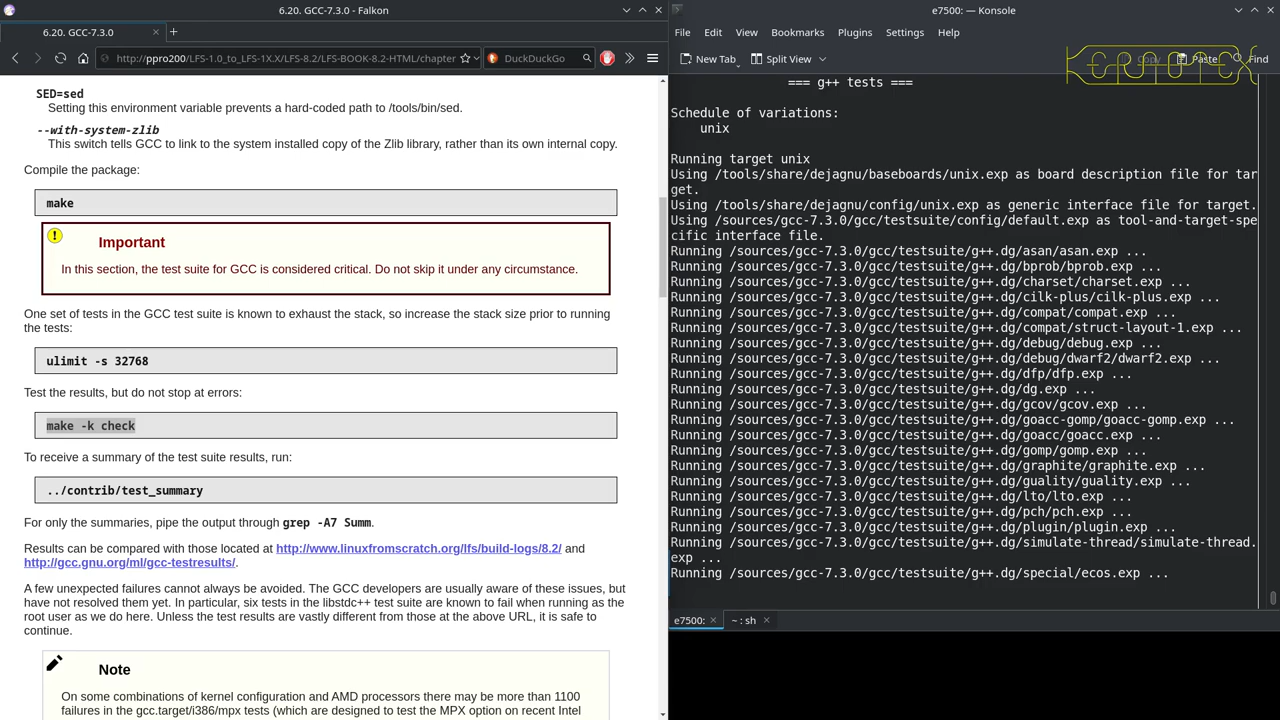 6.20. GCC-7.3.0 - Falkon
6.20. GCC-7.3.0
http://ppro200/LFS-1.0_to_LFS-1X.X/LFS-8.2/LFS-BOOK-8.2-HTML/chapter
DuckDuckGo
SED=sed
Setting this environment variable prevents a hard-coded path to /tools/bin/sed.
--with-system-zlib
This switch tells GCC to link to the system installed copy of the Zlib library, rather than its own internal copy.
Compile the package:
make
Important
In this section, the test suite for GCC is considered critical. Do not skip it under any circumstance.
One set of tests in the GCC test suite is known to exhaust the stack, so increase the stack size prior to running
the tests:
ulimit -s 32768
Test the results, but do not stop at errors:
make -k check
To receive a summary of the test suite results, run:
../contrib/test_summary
For only the summaries, pipe the output through grep -A7 Summ.
Results can be compared with those located at http://www.linuxfromscratch.org/lfs/build-logs/8.2/ and
http://gcc.gnu.org/ml/gcc-testresults/.
A few unexpected failures cannot always be avoided. The GCC developers are usually aware of these issues, but
have not resolved them yet. In particular, six tests in the libstdc++ test suite are known to fail when running as the
root user as we do here. Unless the test results are vastly different from those at the above URL, it is safe to
continue.
Note
On some combinations of kernel configuration and AMD processors there may be more than 1100
failures in the gcc.target/i386/mpx tests (which are designed to test the MPX option on recent Intel
e7500: — Konsole
File Edit View Bookmarks Plugins Settings Help
New Tab Split View Copy Paste Find
=== g++ tests ===
Schedule of variations:
unix
Running target unix
Using /tools/share/dejagnu/baseboards/unix.exp as board description file for tar
get.
Using /tools/share/dejagnu/config/unix.exp as generic interface file for target.
Using /sources/gcc-7.3.0/gcc/testsuite/config/default.exp as tool-and-target-spe
cific interface file.
Running /sources/gcc-7.3.0/gcc/testsuite/g++.dg/asan/asan.exp ...
Running /sources/gcc-7.3.0/gcc/testsuite/g++.dg/bprob/bprob.exp ...
Running /sources/gcc-7.3.0/gcc/testsuite/g++.dg/charset/charset.exp ...
Running /sources/gcc-7.3.0/gcc/testsuite/g++.dg/cilk-plus/cilk-plus.exp ...
Running /sources/gcc-7.3.0/gcc/testsuite/g++.dg/compat/compat.exp ...
Running /sources/gcc-7.3.0/gcc/testsuite/g++.dg/compat/struct-layout-1.exp ...
Running /sources/gcc-7.3.0/gcc/testsuite/g++.dg/debug/debug.exp ...
Running /sources/gcc-7.3.0/gcc/testsuite/g++.dg/debug/dwarf2/dwarf2.exp ...
Running /sources/gcc-7.3.0/gcc/testsuite/g++.dg/dfp/dfp.exp ...
Running /sources/gcc-7.3.0/gcc/testsuite/g++.dg/dg.exp ...
Running /sources/gcc-7.3.0/gcc/testsuite/g++.dg/gcov/gcov.exp ...
Running /sources/gcc-7.3.0/gcc/testsuite/g++.dg/goacc-gomp/goacc-gomp.exp ...
Running /sources/gcc-7.3.0/gcc/testsuite/g++.dg/goacc/goacc.exp ...
Running /sources/gcc-7.3.0/gcc/testsuite/g++.dg/gomp/gomp.exp ...
Running /sources/gcc-7.3.0/gcc/testsuite/g++.dg/graphite/graphite.exp ...
Running /sources/gcc-7.3.0/gcc/testsuite/g++.dg/guality/guality.exp ...
Running /sources/gcc-7.3.0/gcc/testsuite/g++.dg/lto/lto.exp ...
Running /sources/gcc-7.3.0/gcc/testsuite/g++.dg/pch/pch.exp ...
Running /sources/gcc-7.3.0/gcc/testsuite/g++.dg/plugin/plugin.exp ...
Running /sources/gcc-7.3.0/gcc/testsuite/g++.dg/simulate-thread/simulate-thread.
exp ...
Running /sources/gcc-7.3.0/gcc/testsuite/g++.dg/special/ecos.exp ...
e7500: ~ : sh